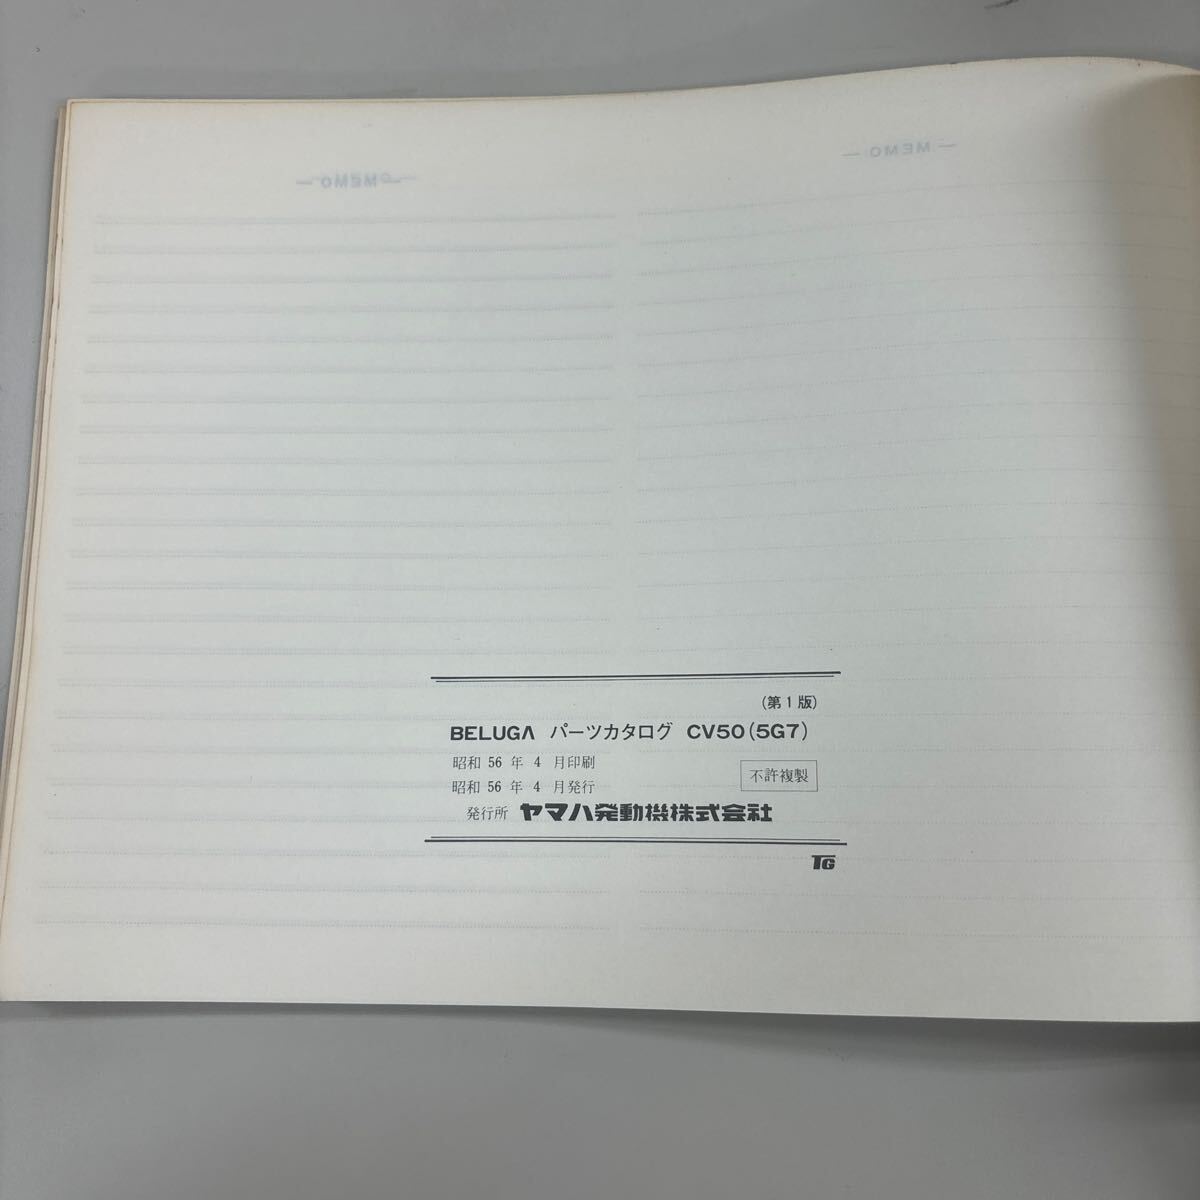 — MEMO —
— MEMO —
(第1版)
BELUGA パーツカタログ CV50(5G7)
昭和 56 年 4 月印刷
昭和 56 年 4 月発行
不許複製
発行所 ヤマハ発動機株式会社
TG